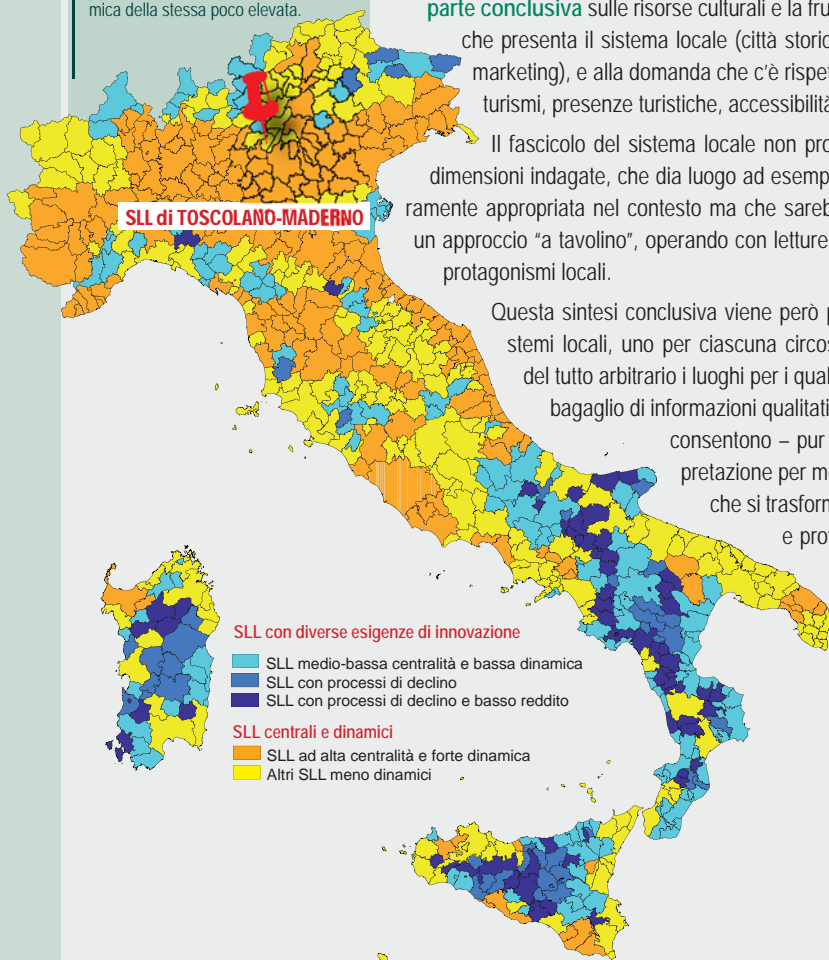 mica della stessa poco elevata.
parte conclusiva sulle risorse culturali e la fru
che presenta il sistema locale (città storic
marketing), e alla domanda che c'è rispet
turismi, presenze turistiche, accessibilità
Il fascicolo del sistema locale non pro
dimensioni indagate, che dia luogo ad esemp
ramente appropriata nel contesto ma che sareb
un approccio “a tavolino”, operando con letture
protagonismi locali.
Questa sintesi conclusiva viene però p
stemi locali, uno per ciascuna circos
del tutto arbitrario i luoghi per i qual
bagaglio di informazioni qualitati
consentono – pur
pretazione per me
che si trasform
e prot
SLL di TOSCOLANO-MADERNO
SLL con diverse esigenze di innovazione
SLL medio-bassa centralità e bassa dinamica
SLL con processi di declino
SLL con processi di declino e basso reddito
SLL centrali e dinamici
SLL ad alta centralità e forte dinamica
Altri SLL meno dinamici